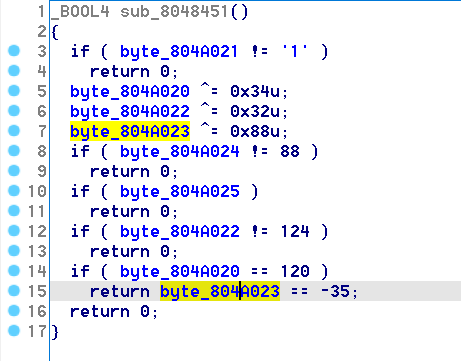 1 _BOOL4 sub_8048451()
2 {
3 if ( byte_804A021 != '1' )
4 return 0;
5 byte_804A020 ^= 0x34u;
6 byte_804A022 ^= 0x32u;
7 byte_804A023 ^= 0x88u;
8 if ( byte_804A024 != 88 )
9 return 0;
10 if ( byte_804A025 )
11 return 0;
12 if ( byte_804A022 != 124 )
13 return 0;
14 if ( byte_804A020 == 120 )
15 return byte_804A023 == -35;
16 return 0;
17 }